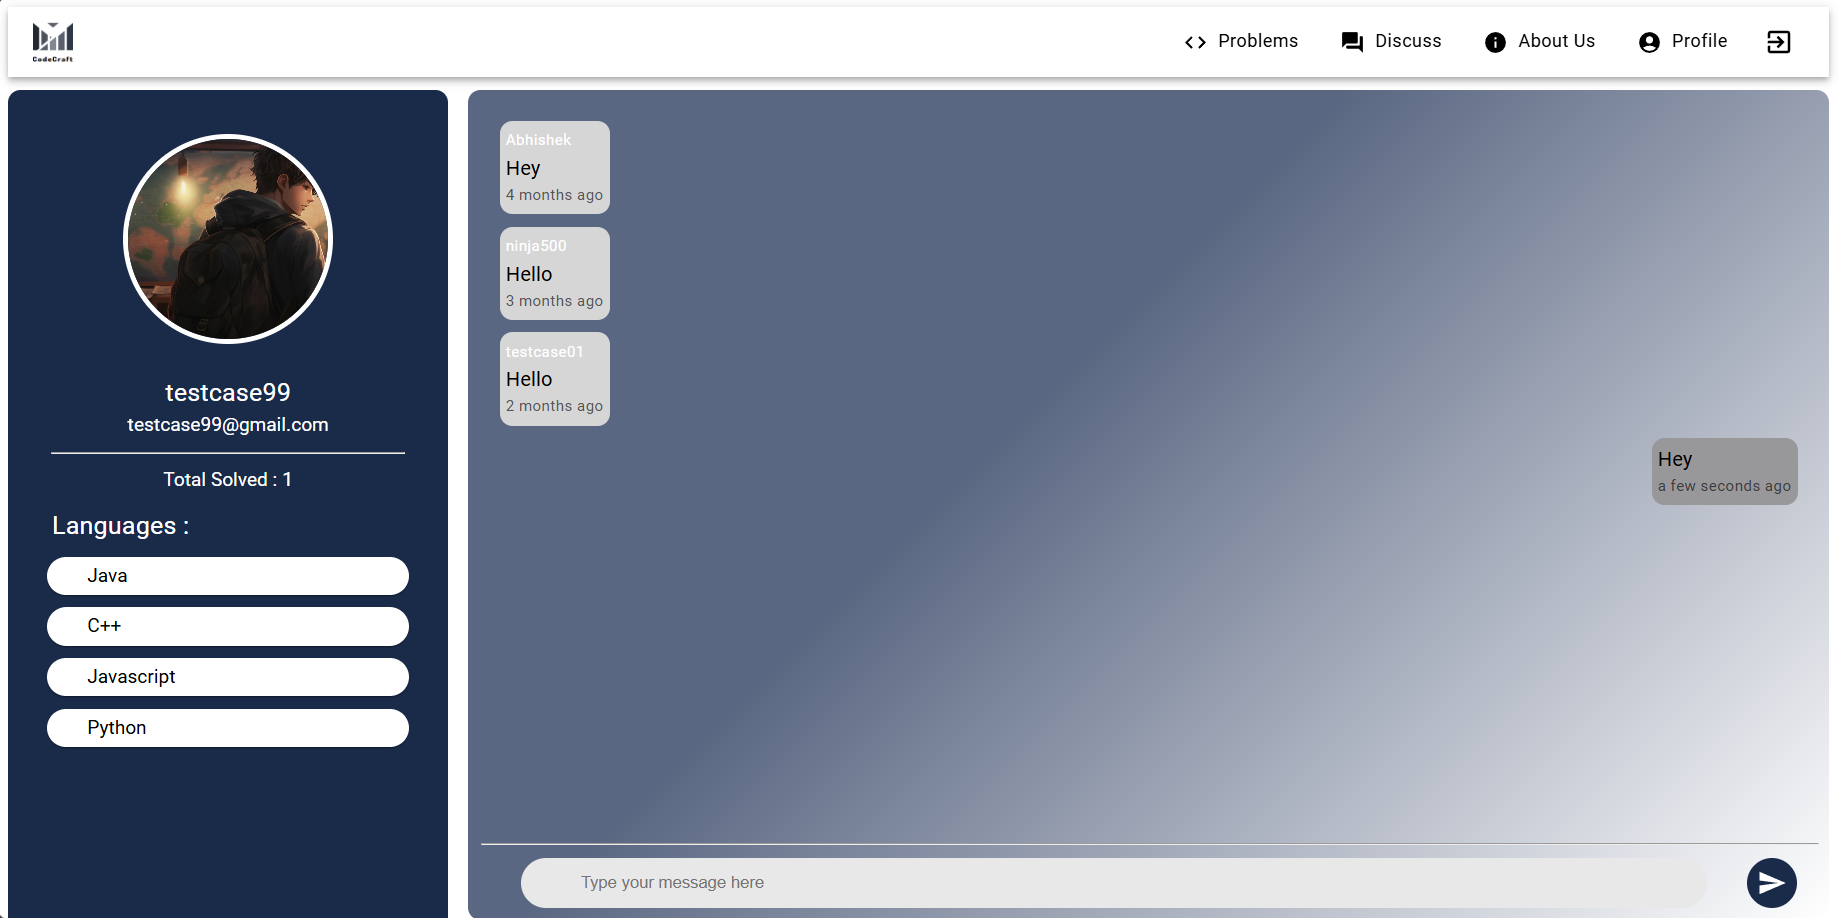 CodeCraft
<> Problems
Discuss
About Us
Profile
testcase99
testcase99@gmail.com
Total Solved : 1
Languages :
Java
C++
Javascript
Python
Abhishek
Hey
4 months ago
ninja500
Hello
3 months ago
testcase01
Hello
2 months ago
Hey
a few seconds ago
Type your message here